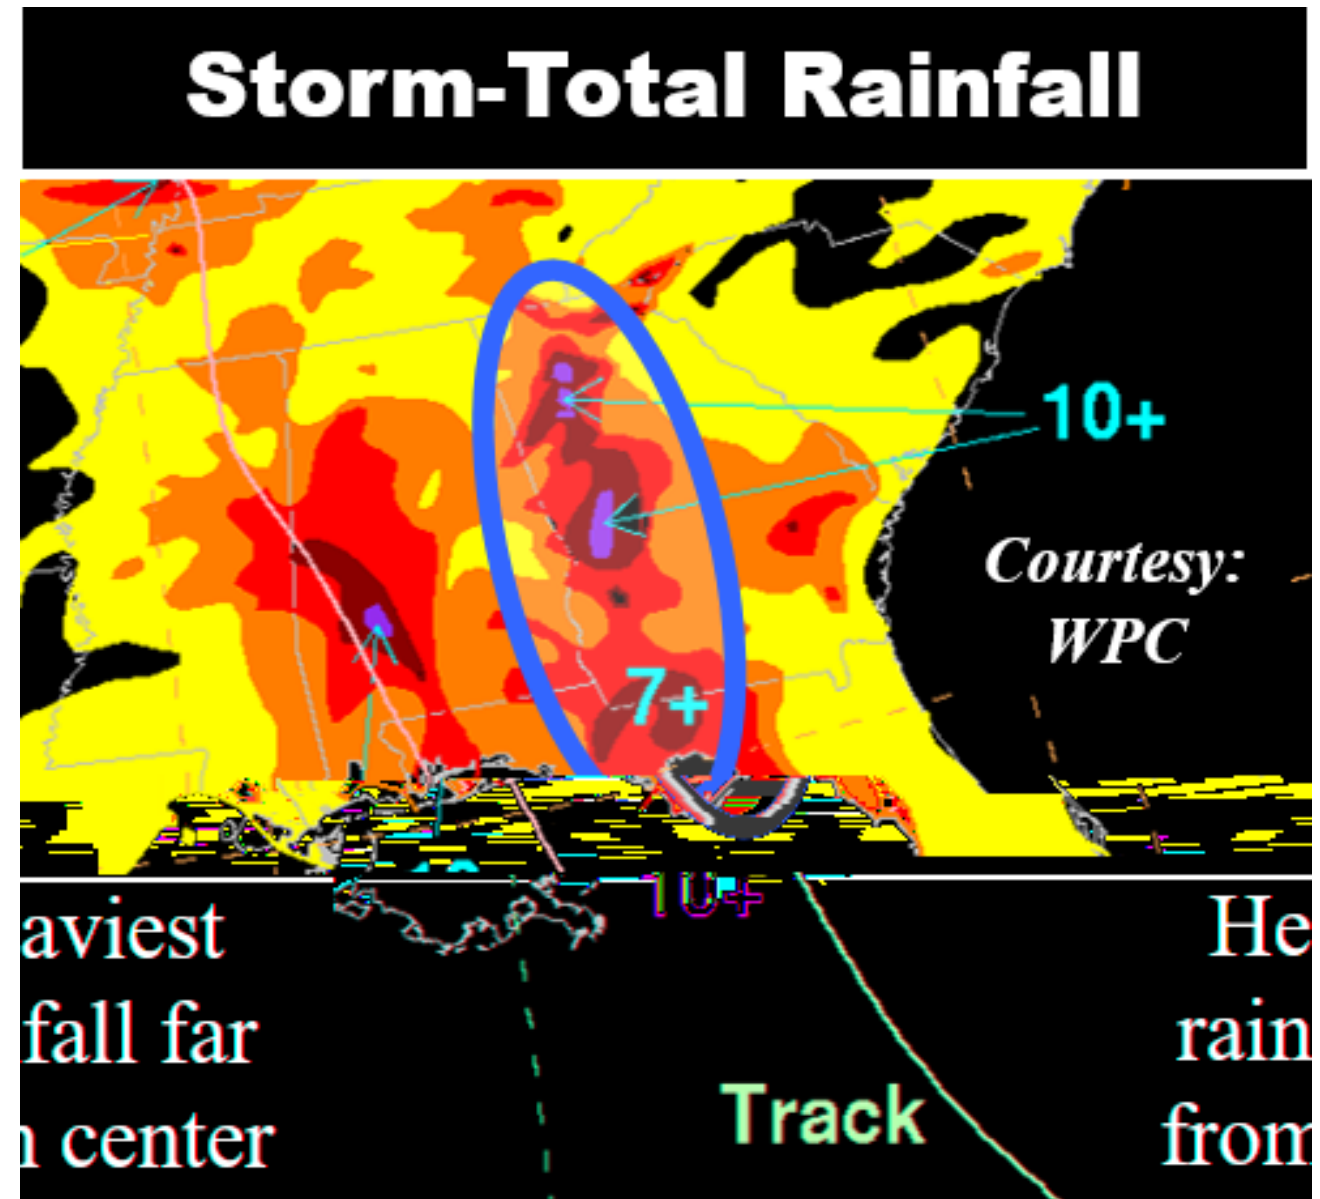 Storm-Total Rainfall
10+
Courtesy:
WPC
7+
10+
aviest
He
fall far
rain
center
from
Track